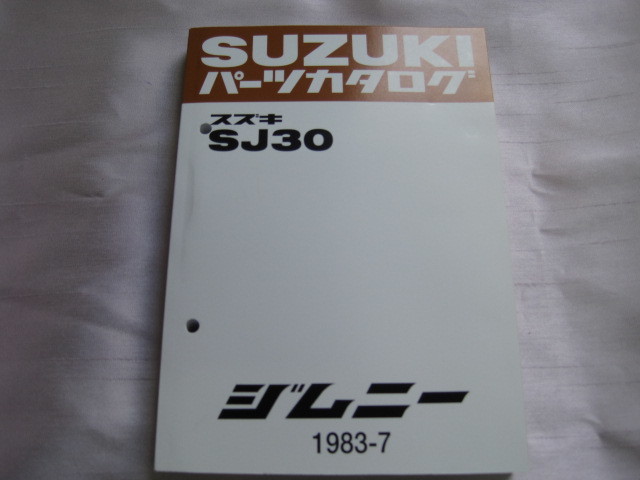 SUZUKI
パーツカタログ
スズキ
SJ30
ジムニー
1983-7